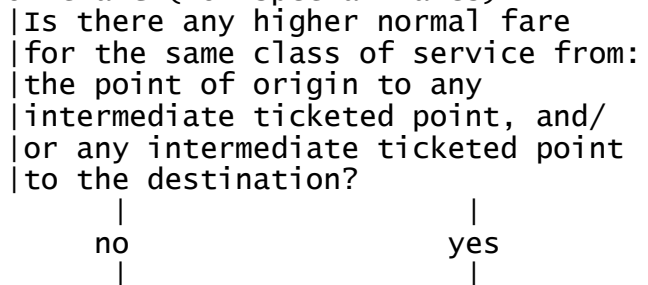 |Is there any higher normal fare
|for the same class of service from:
|the point of origin to any
|intermediate ticketed point, and/
|or any intermediate ticketed point
|to the destination?
| |
no yes
| |